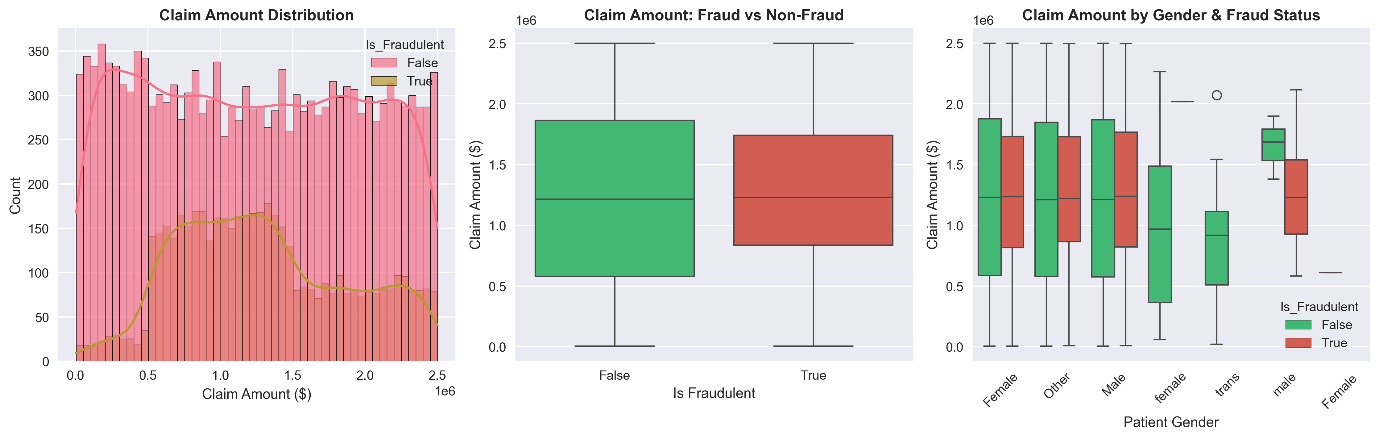 Claim Amount Distribution
Is_Fraudulent
False
True
350
300
250
200
150
100
50
0
Count
0.0 0.5 1.0 1.5 2.0 2.5
1e6
Claim Amount ($)
Claim Amount: Fraud vs Non-Fraud
1e6
2.5
2.0
1.5
1.0
0.5
0.0
Claim Amount ($)
False True
Is Fraudulent
Claim Amount by Gender & Fraud Status
1e6
2.5
2.0
1.5
1.0
0.5
0.0
Claim Amount ($)
Is_Fraudulent
False
True
Female Other Male female trans male Female
Patient Gender